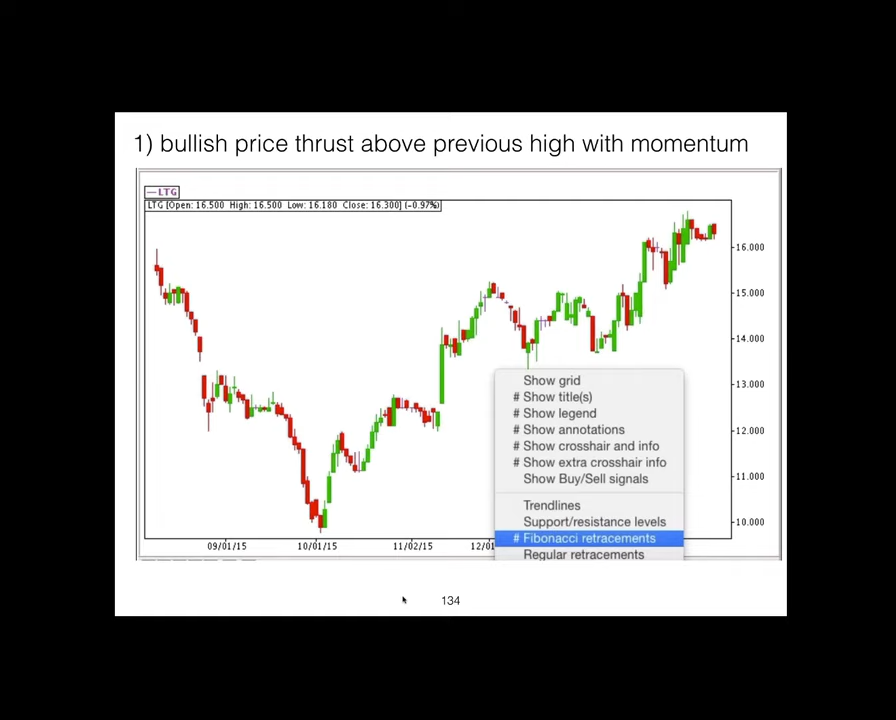 1) bullish price thrust above previous high with momentum
LTG
LTG [Open: 16.500 High: 16.500 Low: 16.180 Close: 16.300] (-0.97%)
16.000
15.000
14.000
13.000
12.000
11.000
10.000
Show grid
# Show title(s)
# Show legend
# Show annotations
# Show crosshair and info
# Show extra crosshair info
Show Buy/Sell signals
Trendlines
Support/resistance levels
# Fibonacci retracements
Regular retracements
09/01/15 10/01/15 11/02/15 12/01
134